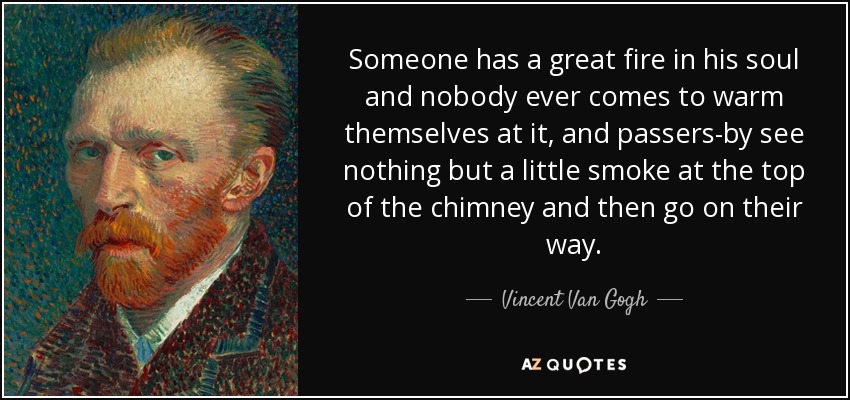 Someone has a great fire in his soul
and nobody ever comes to warm
themselves at it, and passers-by see
nothing but a little smoke at the top
of the chimney and then go on their
way.
Vincent Van Gogh
AZ QUOTES